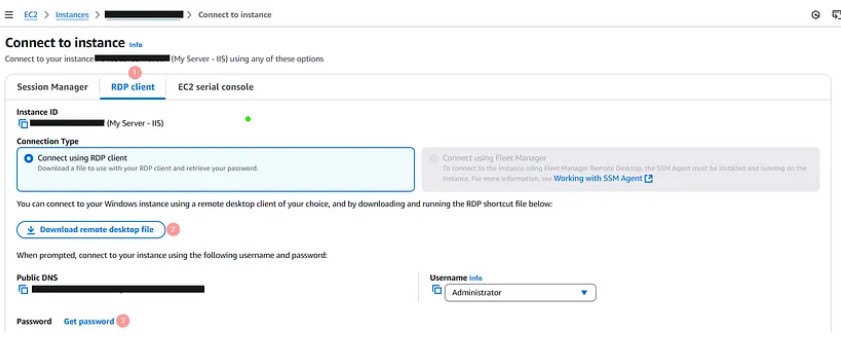 EC2 > Instances > > Connect to instance
Connect to instance Info
Connect to your instance (My Server - IIS) using any of these options
1
Session Manager RDP client EC2 serial console
Instance ID
(My Server - IIS)
Connection Type
Connect using RDP client
Download a file to use with your RDP client and retrieve your password.
Connect using Fleet Manager
To connect to the instance using Fleet Manager Remote Desktop, the SSM Agent must be installed and running on the
instance. For more information, see Working with SSM Agent
You can connect to your Windows instance using a remote desktop client of your choice, and by downloading and running the RDP shortcut file below:
Download remote desktop file 2
When prompted, connect to your instance using the following username and password:
Public DNS
Username Info
Administrator
Password Get password 3